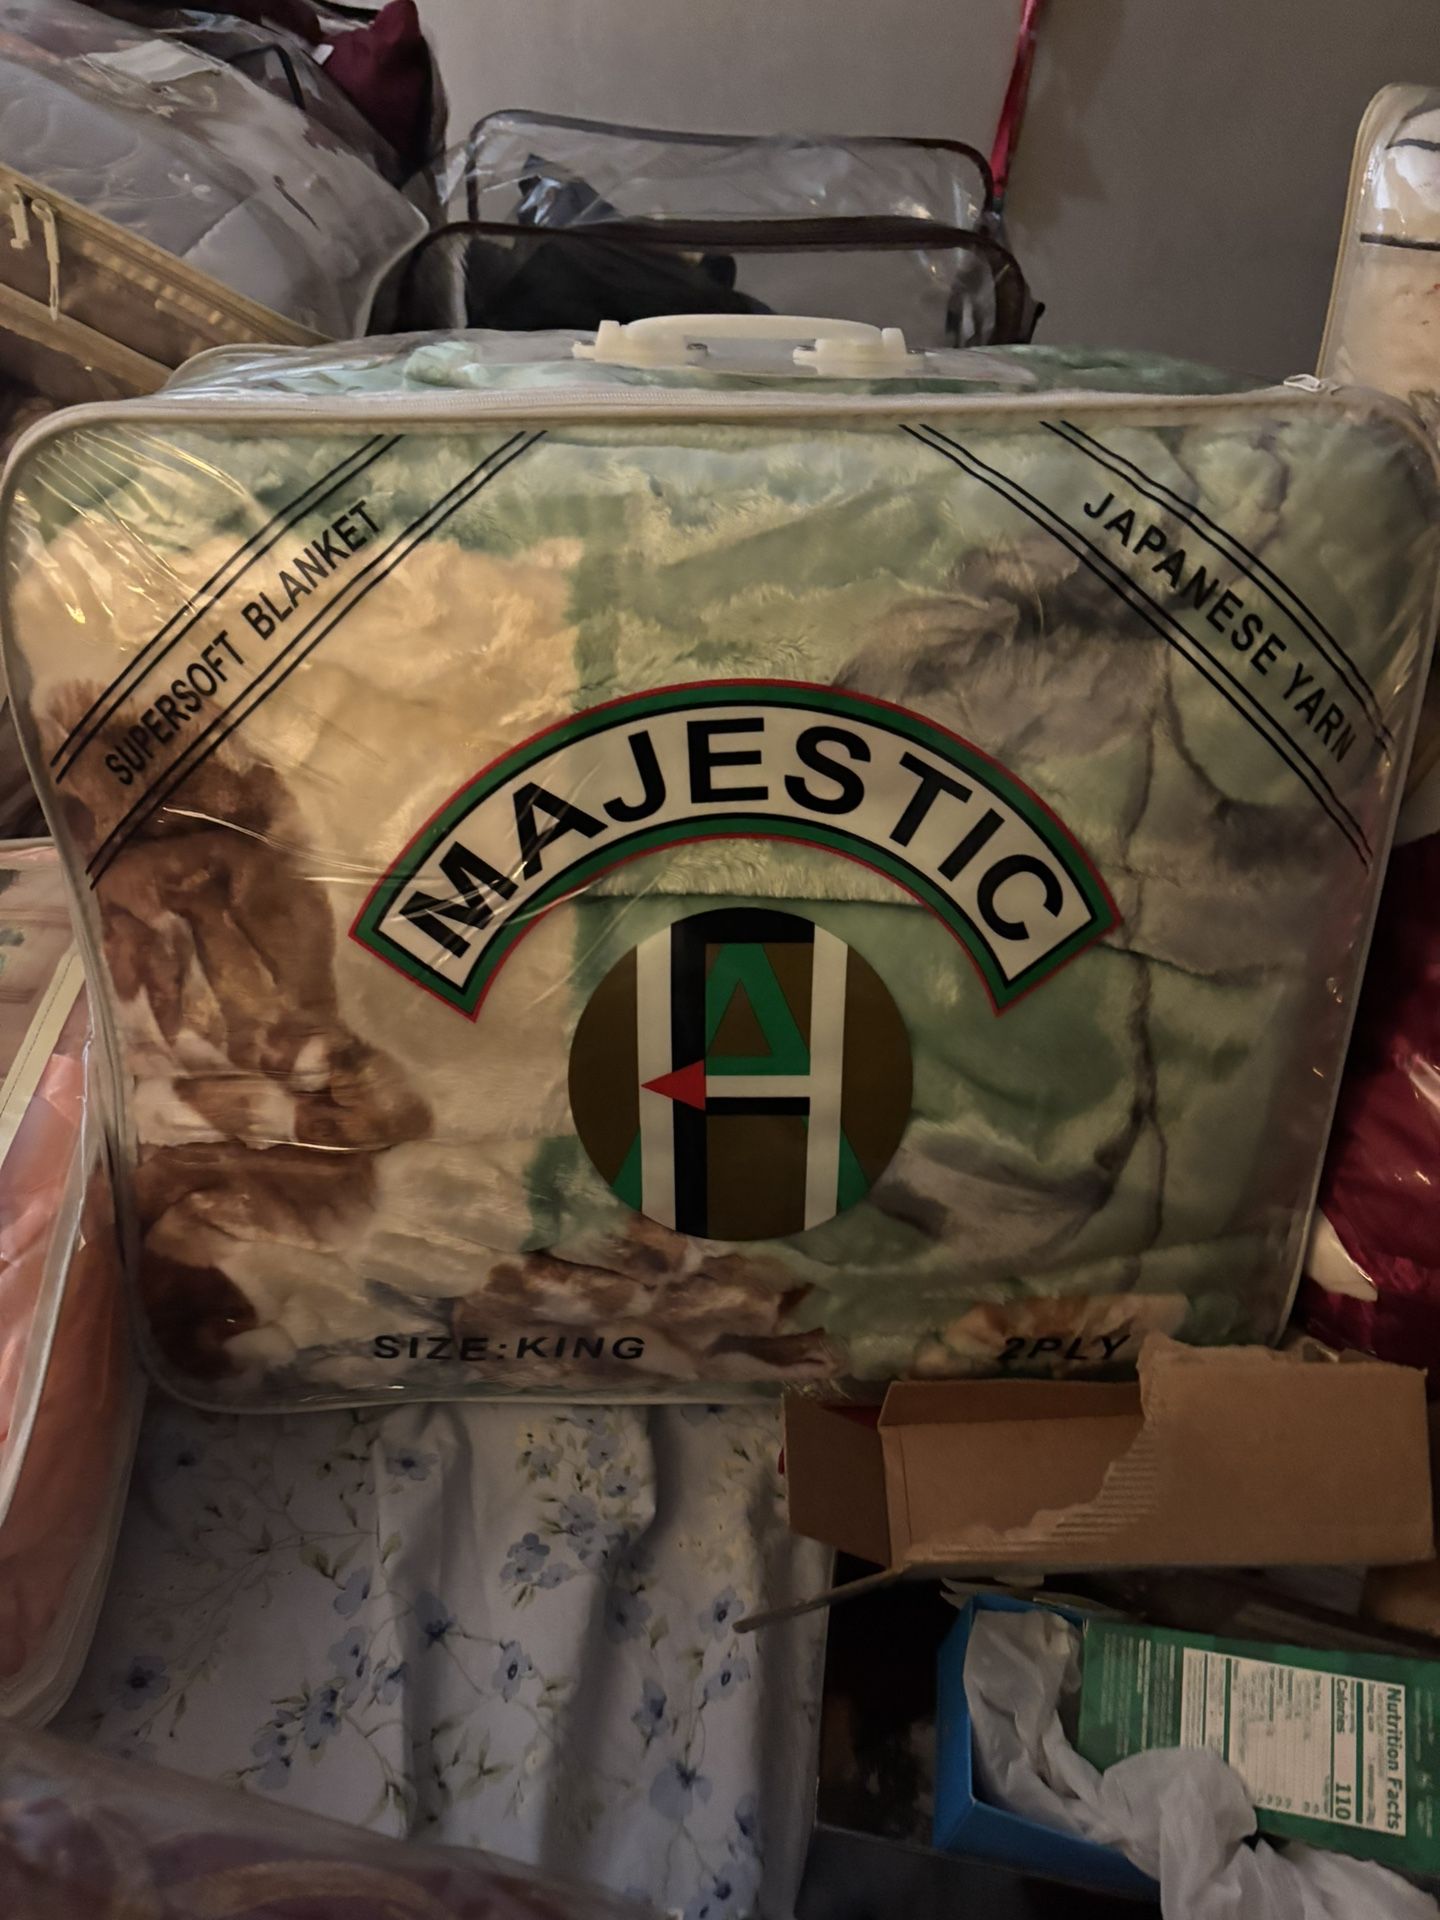 SUPERSOFT BLANKET
JAPANESE YARN
MAJESTIC
SIZE:KING
2PLY
Nutrition Facts
Calories 110